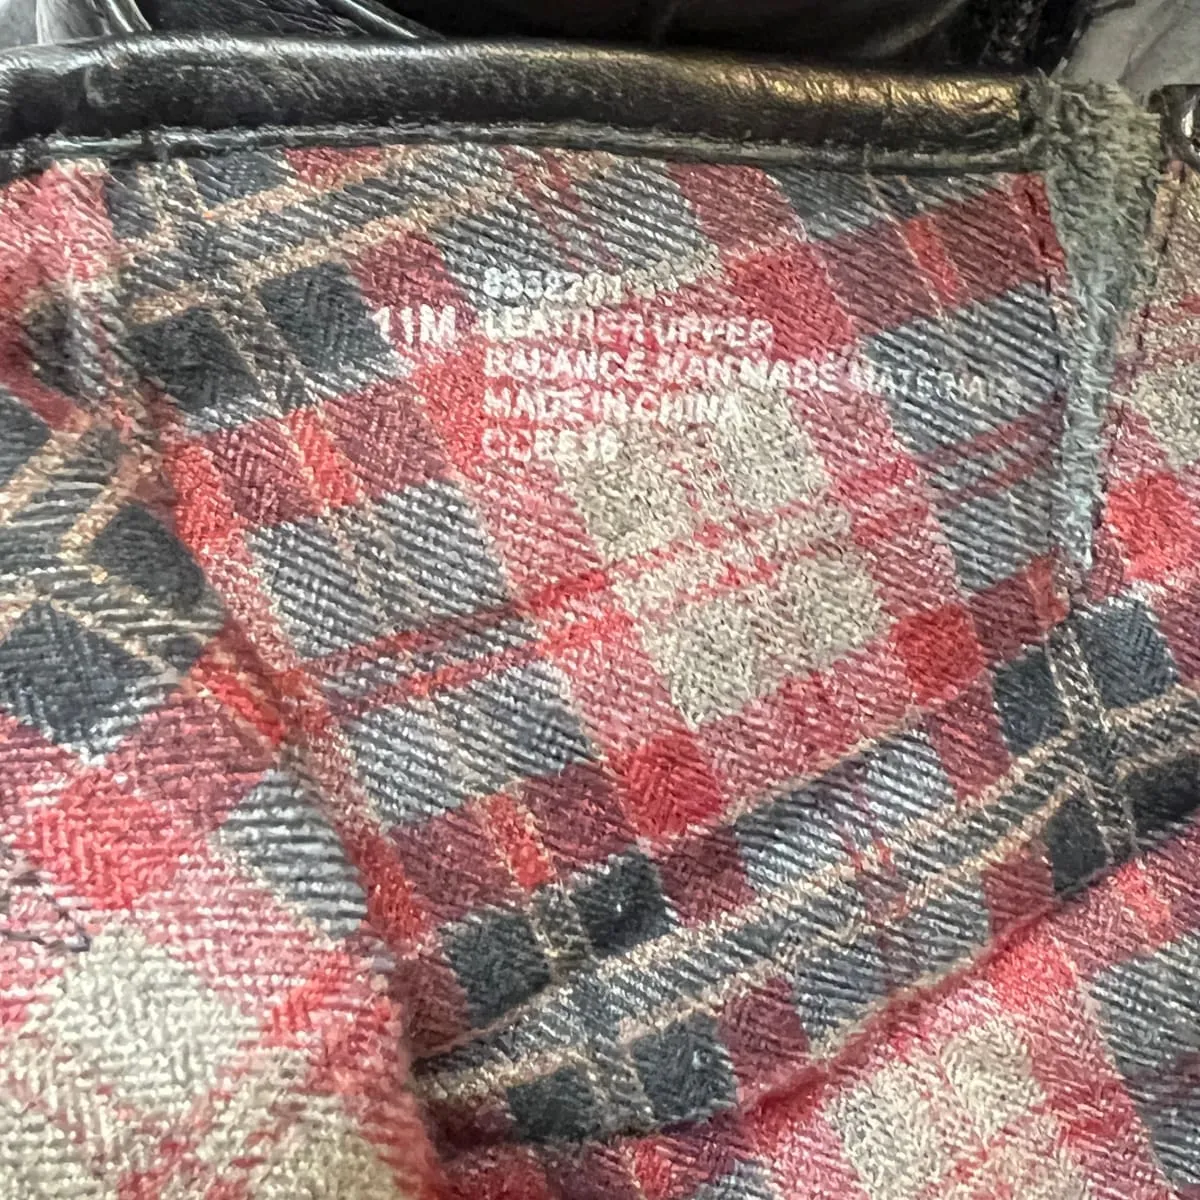 11M
LEATHER UPPER
BALANCE MAN MADE MATERIALS
MADE IN CHINA